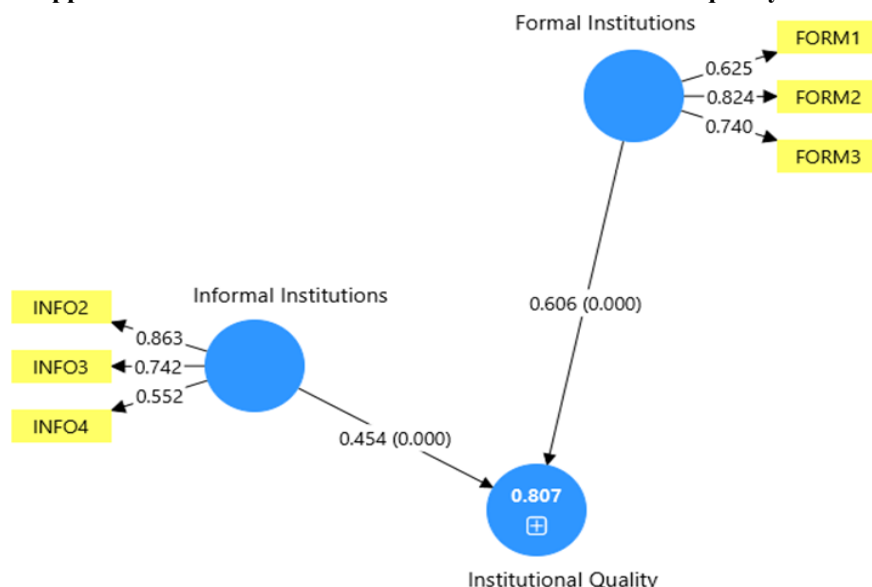 Formal Institutions
FORM1
0.625
0.824
FORM2
0.740
FORM3
0.606 (0.000)
Informal Institutions
INFO2
0.863
INFO3
0.742
0.552
INFO4
0.454 (0.000)
0.807
Institutional Quality